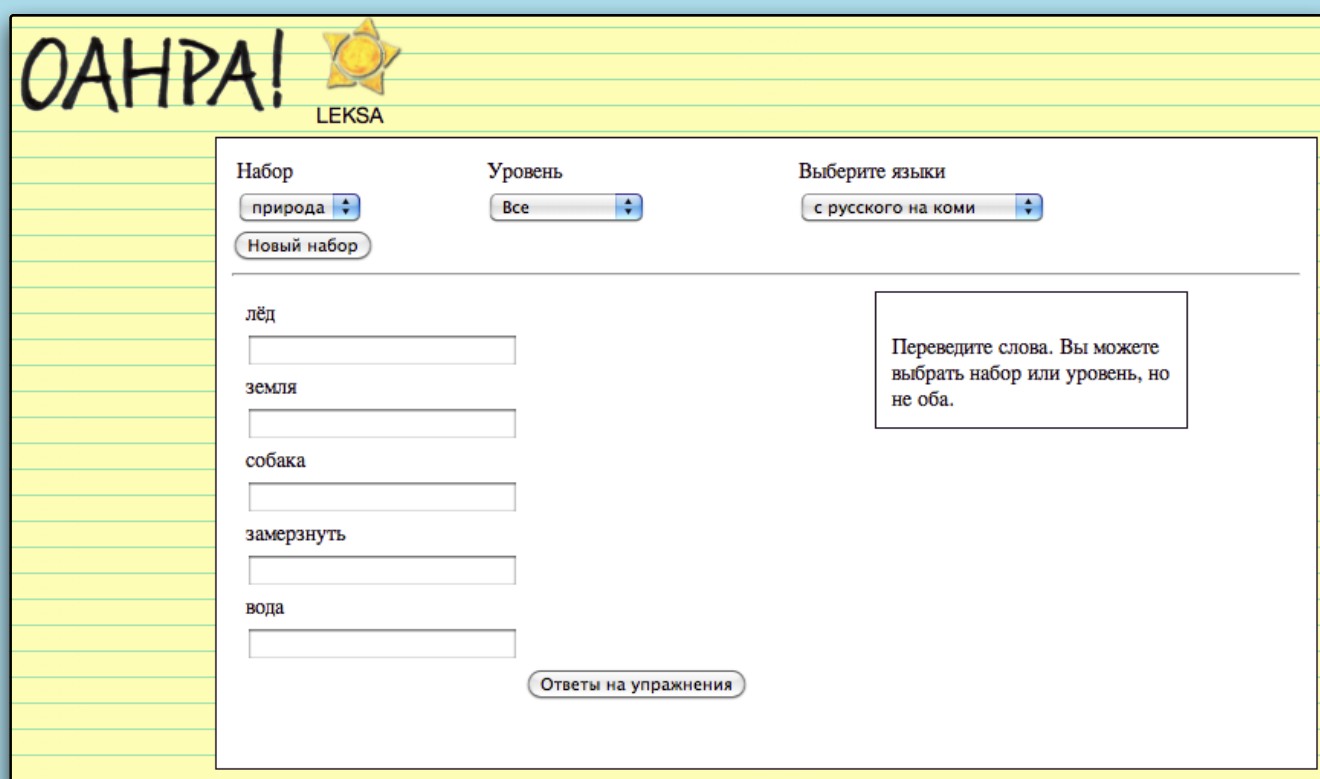 OAHPA!
LEKSA
Набор Уровень Выберите языки
природа Все с русского на коми
Новый набор
лёд
Переведите слова. Вы можете
выбрать набор или уровень, но
не оба.
земля
собака
замерзнуть
вода
Ответы на упражнения